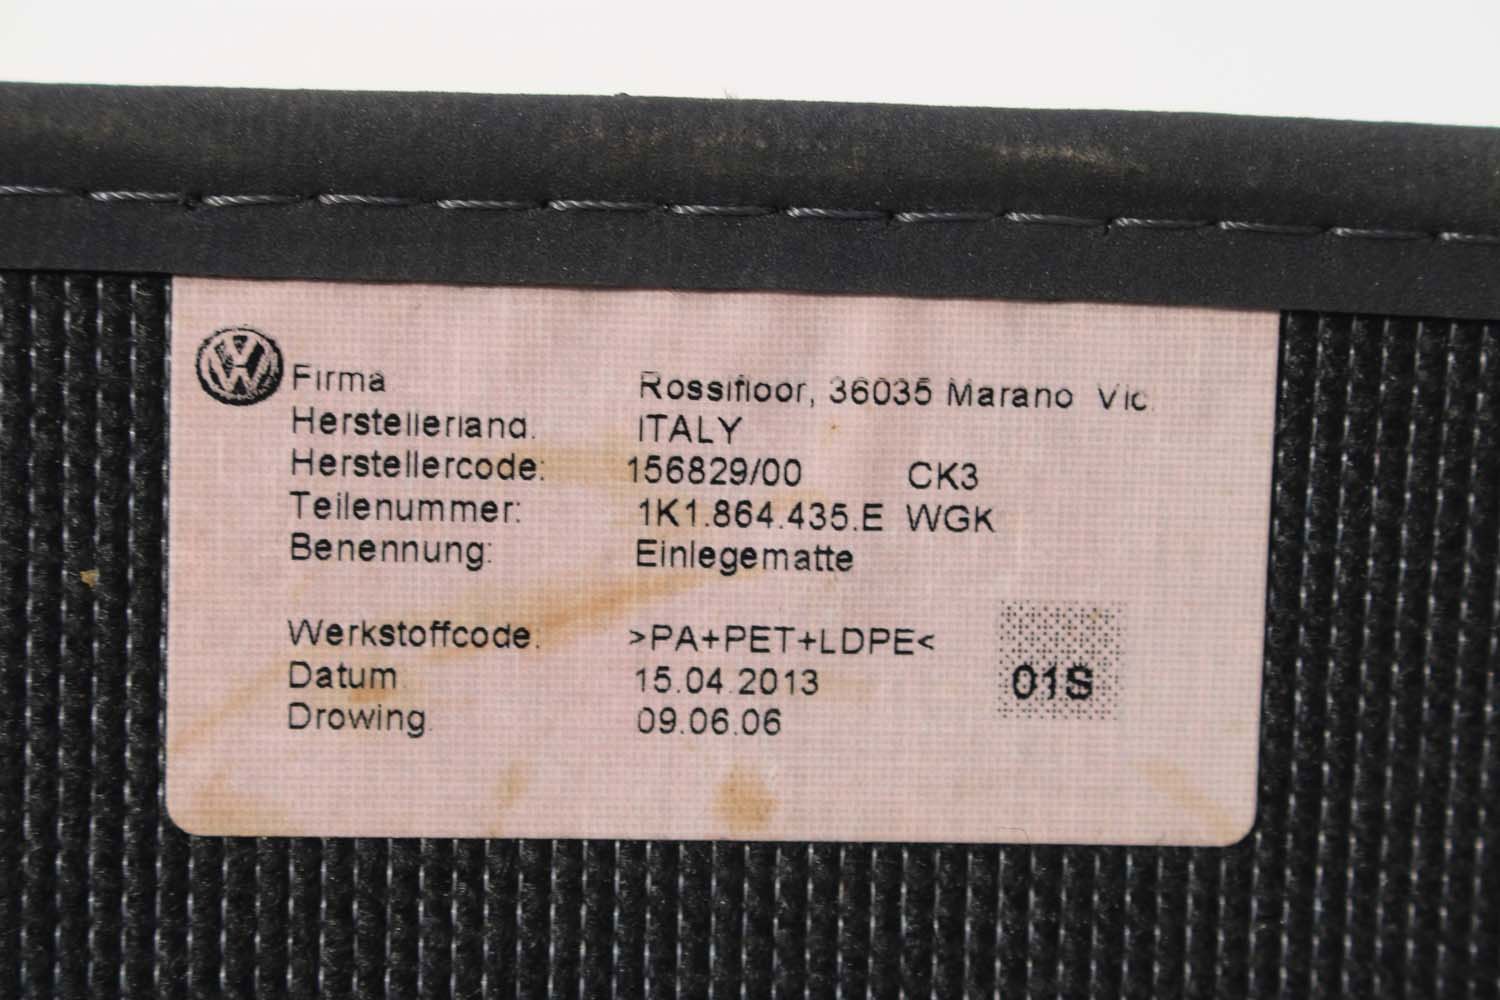 Firma Rossifloor, 36035 Marano Vic.
Herstellerland. ITALY
Herstellercode: 156829/00 CK3
Teilenummer: 1K1.864.435.E WGK
Benennung: Einlegematte
Werkstoffcode: >PA+PET+LDPE<
Datum 15.04.2013
Drowing 09.06.06
01S